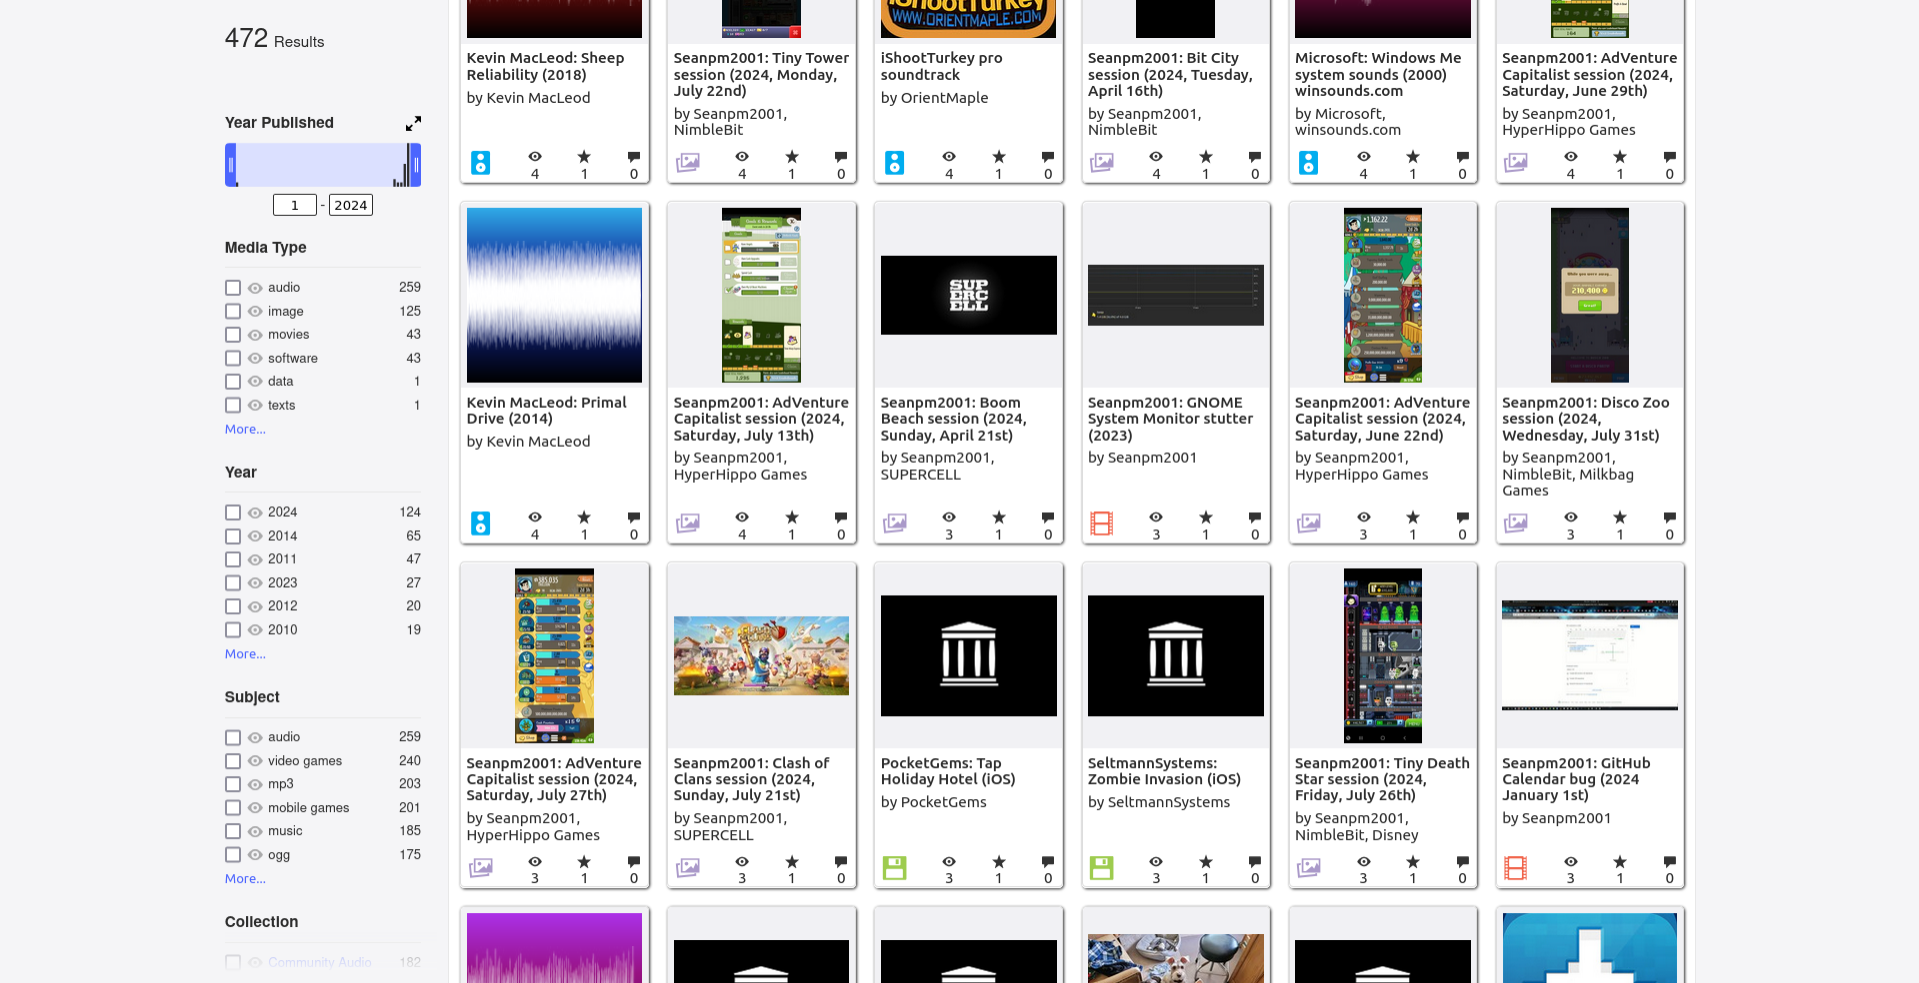 472 Results
Year Published
1 - 2024
Media Type
audio 259
image 125
movies 43
software 43
data 1
texts 1
More...
Year
2024 124
2014 65
2011 47
2023 27
2012 20
2010 19
More...
Subject
audio 259
video games 240
mp3 203
mobile games 201
music 185
ogg 175
More...
Collection
Community Audio 182
iShootTurkey
WWW.ORIENTMAPLE.COM
Kevin MacLeod: Sheep
Reliability (2018)
by Kevin MacLeod
4 1 0
Seanpm2001: Tiny Tower
session (2024, Monday,
July 22nd)
by Seanpm2001,
NimbleBit
4 1 0
iShootTurkey pro
soundtrack
by OrientMaple
4 1 0
Seanpm2001: Bit City
session (2024, Tuesday,
April 16th)
by Seanpm2001,
NimbleBit
4 1 0
Microsoft: Windows Me
system sounds (2000)
winsounds.com
by Microsoft,
winsounds.com
4 1 0
Seanpm2001: AdVenture
Capitalist session (2024,
Saturday, June 29th)
by Seanpm2001,
HyperHippo Games
4 1 0
Kevin MacLeod: Primal
Drive (2014)
by Kevin MacLeod
4 1 0
Seanpm2001: AdVenture
Capitalist session (2024,
Saturday, July 13th)
by Seanpm2001,
HyperHippo Games
4 1 0
SUP
ERC
ELL
Seanpm2001: Boom
Beach session (2024,
Sunday, April 21st)
by Seanpm2001,
SUPERCELL
3 1 0
Seanpm2001: GNOME
System Monitor stutter
(2023)
by Seanpm2001
3 1 0
Seanpm2001: AdVenture
Capitalist session (2024,
Saturday, June 22nd)
by Seanpm2001,
HyperHippo Games
3 1 0
While you were away...
210,400
Seanpm2001: Disco Zoo
session (2024,
Wednesday, July 31st)
by Seanpm2001,
NimbleBit, Milkbag
Games
3 1 0
Seanpm2001: AdVenture
Capitalist session (2024,
Saturday, July 27th)
by Seanpm2001,
HyperHippo Games
3 1 0
Seanpm2001: Clash of
Clans session (2024,
Sunday, July 21st)
by Seanpm2001,
SUPERCELL
3 1 0
PocketGems: Tap
Holiday Hotel (iOS)
by PocketGems
3 1 0
SeltmannSystems:
Zombie Invasion (iOS)
by SeltmannSystems
3 1 0
Seanpm2001: Tiny Death
Star session (2024,
Friday, July 26th)
by Seanpm2001,
NimbleBit, Disney
3 1 0
Seanpm2001: GitHub
Calendar bug (2024
January 1st)
by Seanpm2001
3 1 0